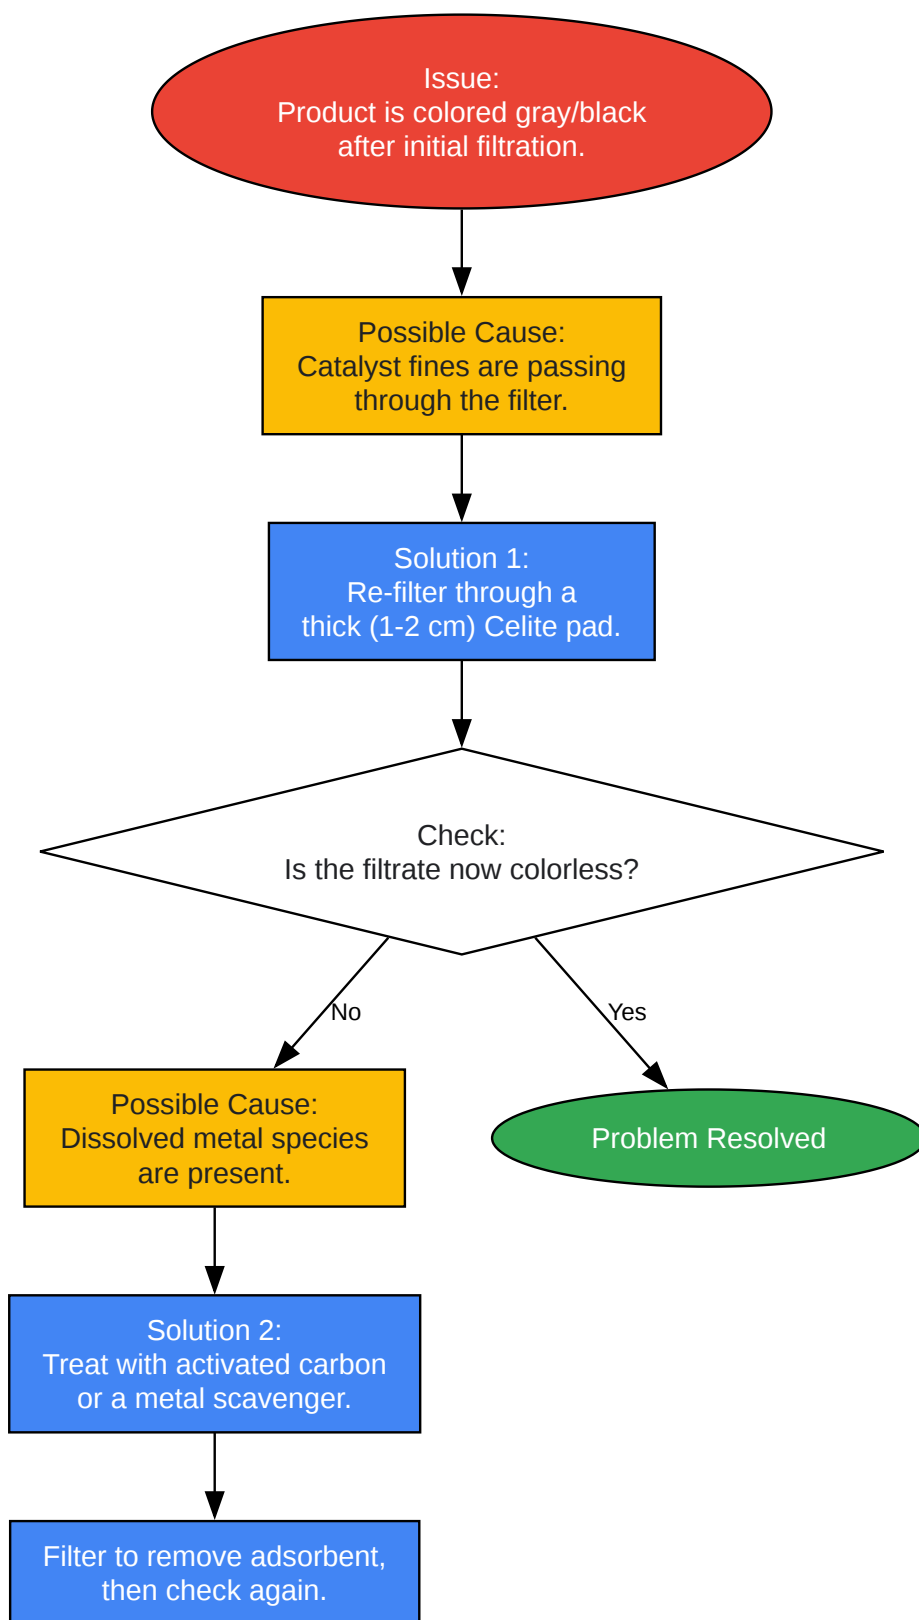 Issue:
Product is colored gray/black
after initial filtration.
Possible Cause:
Catalyst fines are passing
through the filter.
Solution 1:
Re-filter through a
thick (1-2 cm) Celite pad.
Check:
Is the filtrate now colorless?
No
Yes
Possible Cause:
Dissolved metal species
are present.
Problem Resolved
Solution 2:
Treat with activated carbon
or a metal scavenger.
Filter to remove adsorbent,
then check again.